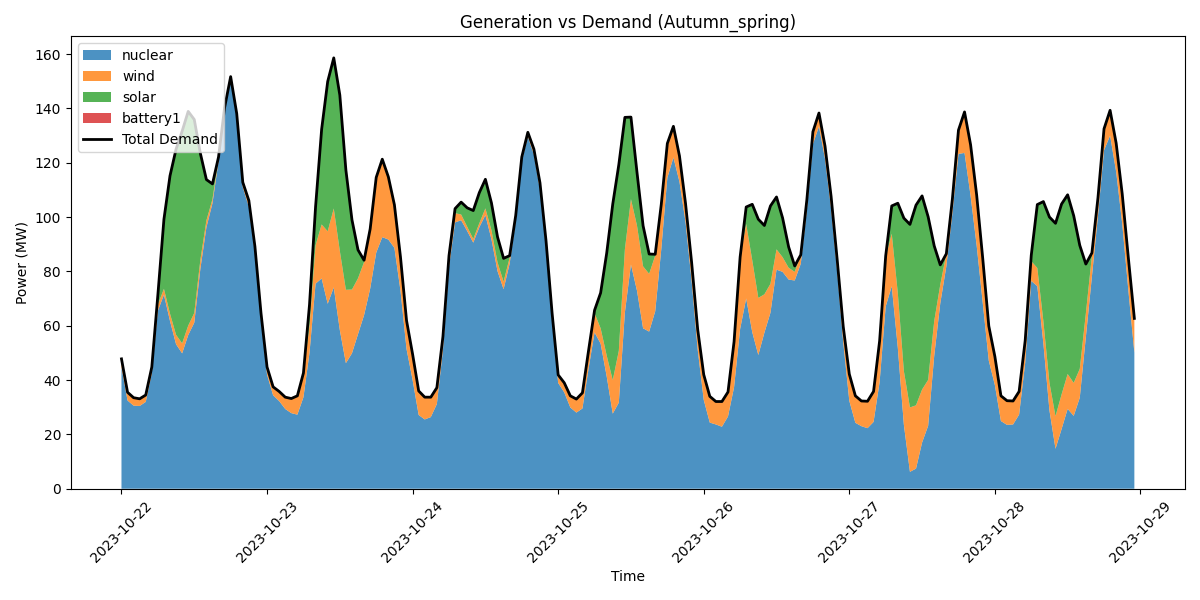 Generation vs Demand (Autumn_spring)
nuclear
wind
solar
battery1
Total Demand
Power (MW)
160
140
120
100
80
60
40
20
0
2023-10-22
2023-10-23
2023-10-24
2023-10-25
2023-10-26
2023-10-27
2023-10-28
2023-10-29
Time